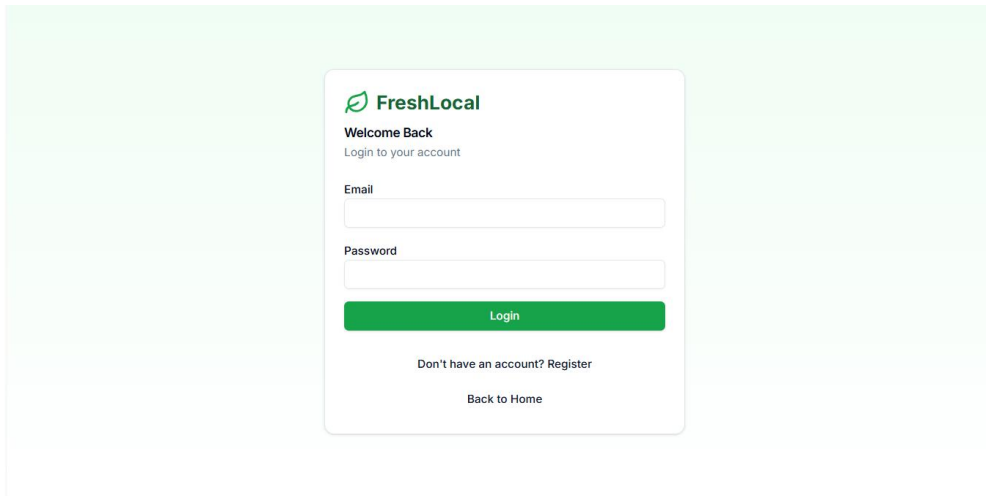 FreshLocal
Welcome Back
Login to your account
Email
Password
Login
Don't have an account? Register
Back to Home